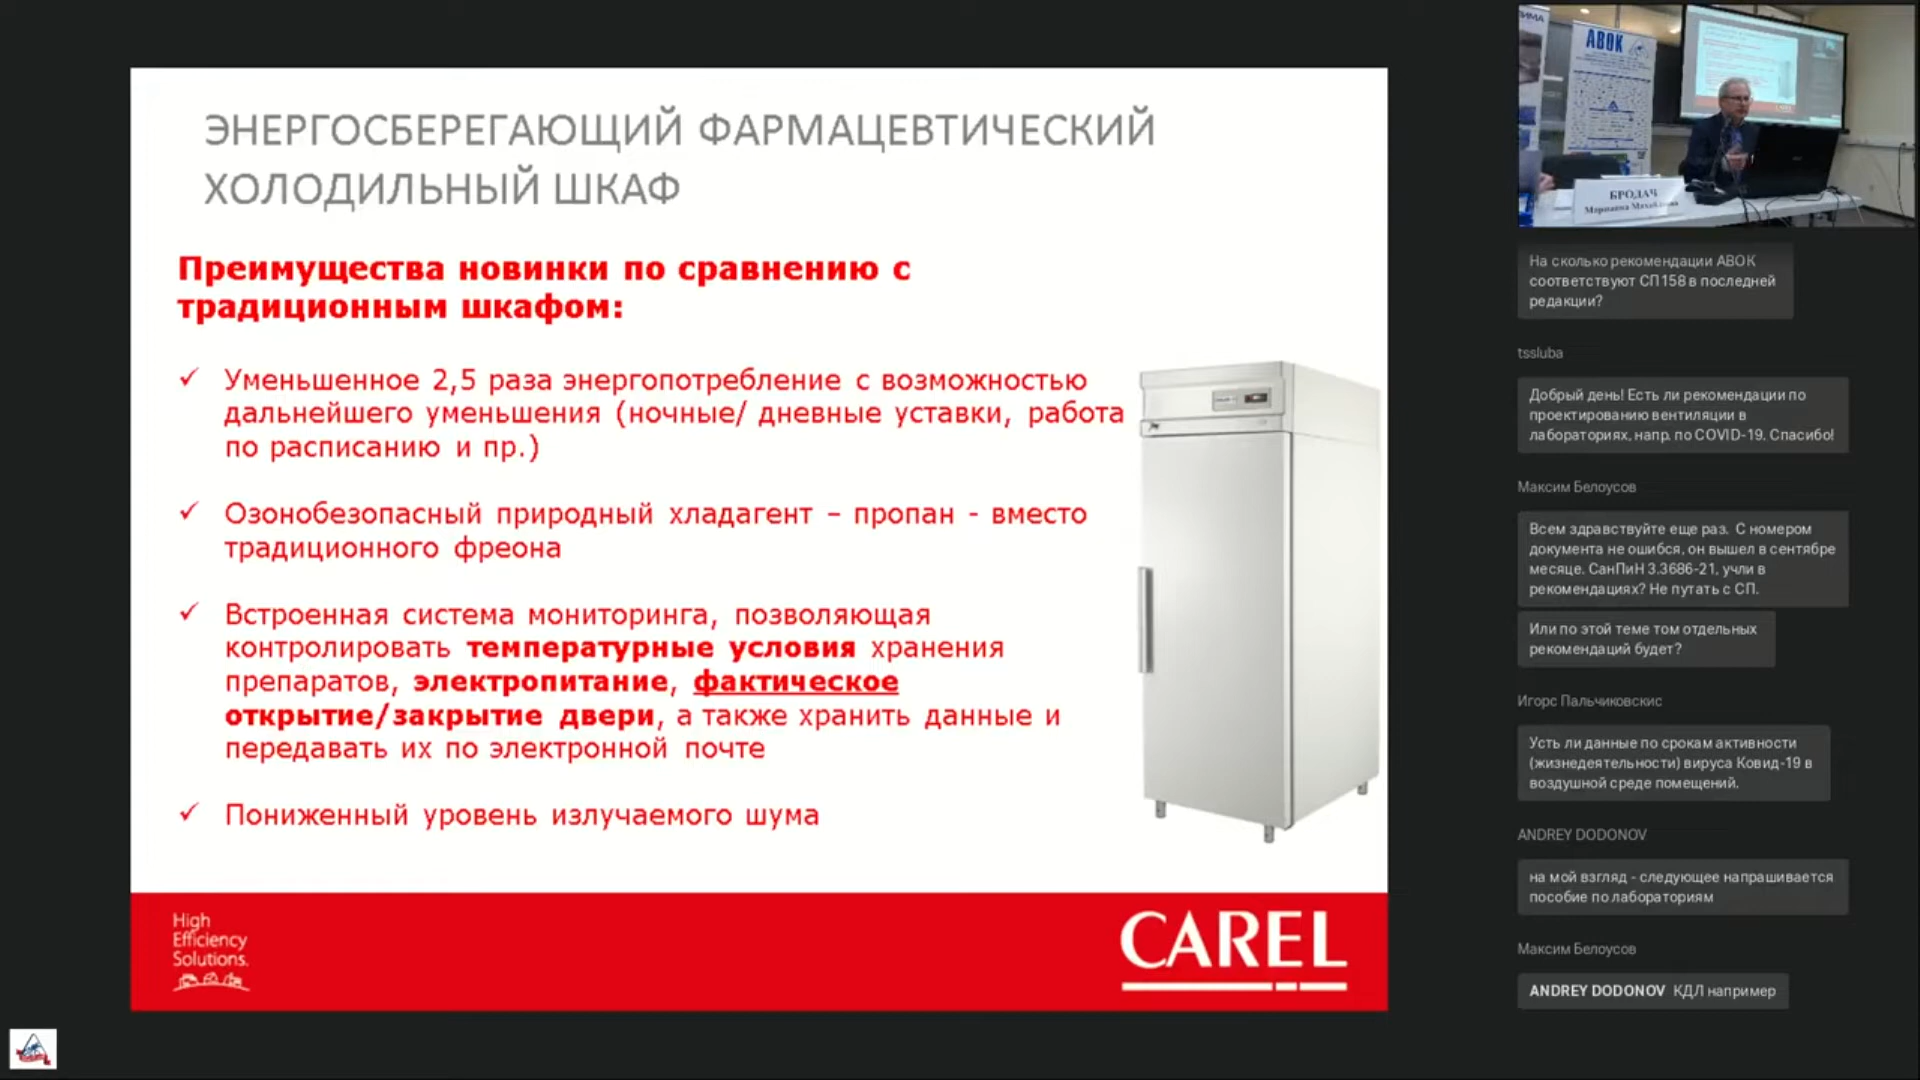 ЭНЕРГОСБЕРЕГАЮЩИЙ ФАРМАЦЕВТИЧЕСКИЙ
ХОЛОДИЛЬНЫЙ ШКАФ
Преимущества новинки по сравнению с
традиционным шкафом:
✓ Уменьшенное 2,5 раза энергопотребление с возможностью
дальнейшего уменьшения (ночные/ дневные уставки, работа
по расписанию и пр.)
✓ Озонобезопасный природный хладагент – пропан - вместо
традиционного фреона
✓ Встроенная система мониторинга, позволяющая
контролировать температурные условия хранения
препаратов, электропитание, фактическое
открытие/закрытие двери, а также хранить данные и
передавать их по электронной почте
✓ Пониженный уровень излучаемого шума
High
Efficiency
Solutions.
CAREL
АВОК
CAREL
БРОДАЧ
Марианна Михайловна
На сколько рекомендации АВОК
соответствуют СП158 в последней
редакции?
tssluba
Добрый день! Есть ли рекомендации по
проектированию вентиляции в
лабораториях, напр. по COVID-19. Спасибо!
Максим Белоусов
Всем здравствуйте еще раз. С номером
документа не ошибся, он вышел в сентябре
месяце. СанПиН 3.3686-21, учли в
рекомендациях? Не путать с СП.
Или по этой теме том отдельных
рекомендаций будет?
Игорс Пальчиковскис
Усть ли данные по срокам активности
(жизнедеятельности) вируса Ковид-19 в
воздушной среде помещений.
ANDREY DODONOV
на мой взгляд - следующее напрашивается
пособие по лабораториям
Максим Белоусов
ANDREY DODONOV КДЛ например